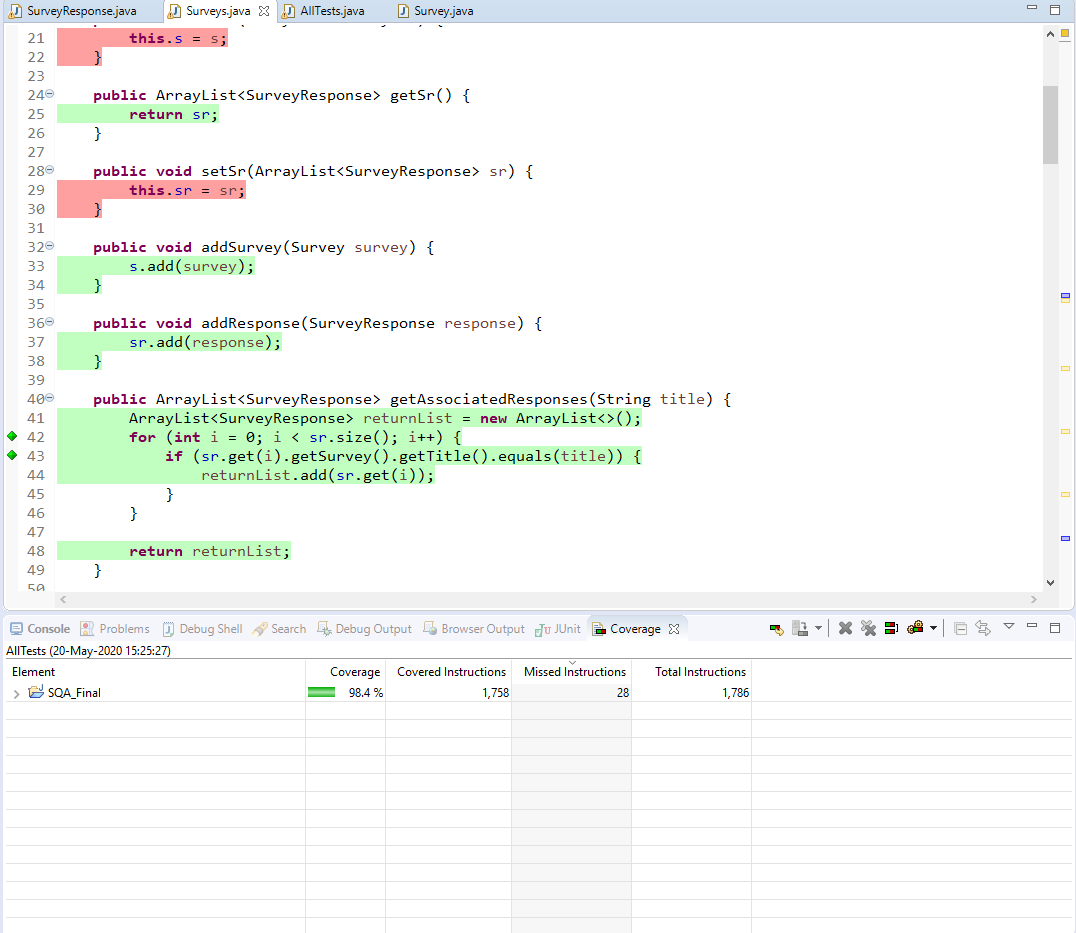 SurveyResponse.java Surveys.java AllTests.java Survey.java
21 this.s = s;
22 }
23
24 public ArrayList<SurveyResponse> getSr() {
25 return sr;
26 }
27
28 public void setSr(ArrayList<SurveyResponse> sr) {
29 this.sr = sr;
30 }
31
32 public void addSurvey(Survey survey) {
33 s.add(survey);
34 }
35
36 public void addResponse(SurveyResponse response) {
37 sr.add(response);
38 }
39
40 public ArrayList<SurveyResponse> getAssociatedResponses(String title) {
41 ArrayList<SurveyResponse> returnList = new ArrayList<>();
42 for (int i = 0; i < sr.size(); i++) {
43 if (sr.get(i).getSurvey().getTitle().equals(title)) {
44 returnList.add(sr.get(i));
45 }
46 }
47
48 return returnList;
49 }
50
Console Problems Debug Shell Search Debug Output Browser Output JUnit Coverage
AllTests (20-May-2020 15:25:27)
Element Coverage Covered Instructions Missed Instructions Total Instructions
SQA_Final 98.4 % 1,758 28 1,786